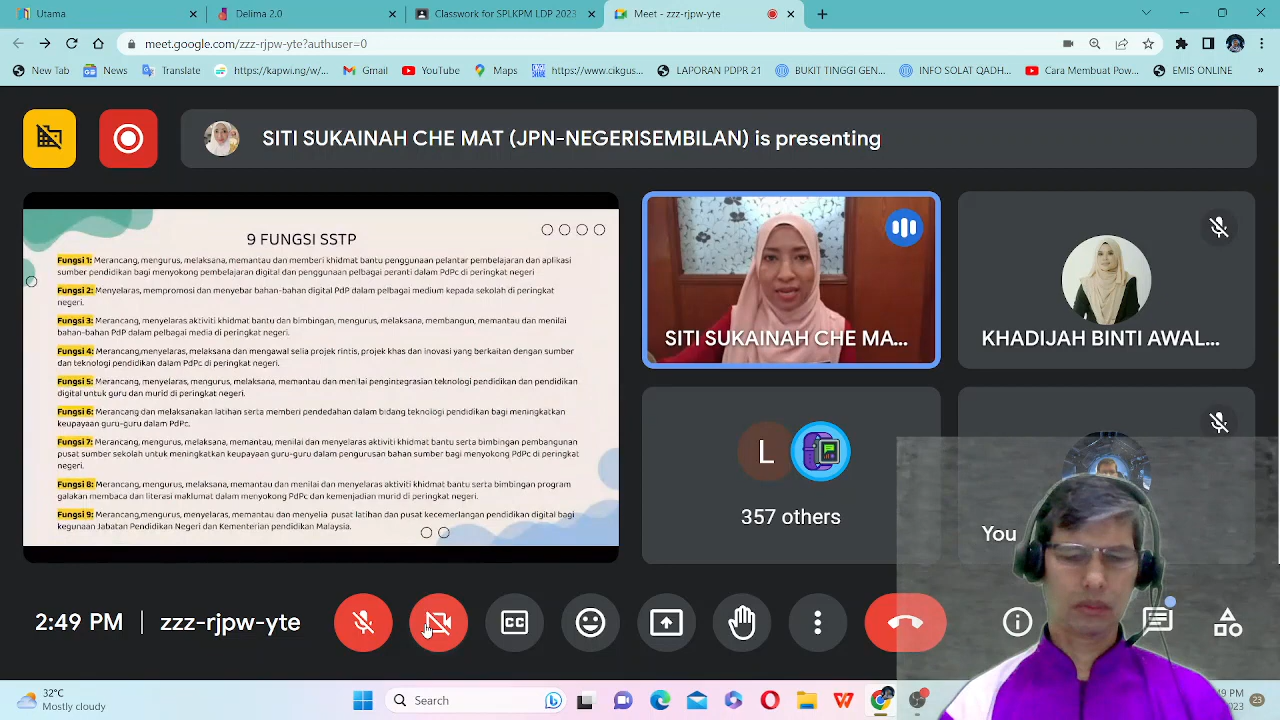 Utama
Delima 2.0
Classwork for SPLKPM LDP 2023
Meet - zzz-rjpw-yte
meet.google.com/zzz-rjpw-yte?authuser=0
New Tab
News
Translate
https://kapwing.ng/w...
Gmail
YouTube
Maps
https://www.cikgus...
LAPORAN PDPR 21
BUKIT TINGGI GEN...
INFO SOLAT QADH...
Cara Membuat Pow...
EMIS ONLINE
SITI SUKAINAH CHE MAT (JPN-NEGERISEMBILAN) is presenting
9 FUNGSI SSTP
Fungsi 1: Merancang, mengurus, melaksana, memantau dan memberi khidmat bantu penggunaan pelantar pembelajaran dan aplikasi
sumber pendidikan bagi menyokong pembelajaran digital dan penggunaan pelbagai peranti dalam PdPc di peringkat negeri
Fungsi 2: Menyelaras, mempromosi dan menyebar bahan-bahan digital PdP dalam pelbagai medium kepada sekolah di peringkat
negeri.
Fungsi 3: Merancang, menyelaras aktiviti khidmat bantu dan bimbingan, mengurus, melaksana, membangun, memantau dan menilai
bahan-bahan PdP dalam pelbagai media di peringkat negeri.
Fungsi 4: Merancang,menyelaras, melaksana dan mengawal selia projek rintis, projek khas dan inovasi yang berkaitan dengan sumber
dan teknologi pendidikan dalam PdPc di peringkat negeri.
Fungsi 5: Merancang, menyelaras, mengurus, melaksana, memantau dan menilai pengintegrasian teknologi pendidikan dan pendidikan
digital untuk guru dan murid di peringkat negeri.
Fungsi 6: Merancang dan melaksanakan latihan serta memberi pendedahan dalam bidang teknologi pendidikan bagi meningkatkan
keupayaan guru-guru dalam PdPc.
Fungsi 7: Merancang, mengurus, melaksana, memantau, menilai dan menyelaras aktiviti khidmat bantu serta bimbingan pembangunan
pusat sumber sekolah untuk meningkatkan keupayaan guru-guru dalam pengurusan bahan sumber bagi menyokong PdPc di peringkat
negeri.
Fungsi 8: Merancang, mengurus, melaksana, memantau dan menilai dan menyelaras aktiviti khidmat bantu serta bimbingan program
galakan membaca dan literasi maklumat dalam menyokong PdPc dan kemenjadian murid di peringkat negeri.
Fungsi 9: Merancang,mengurus, menyelaras, memantau dan menyelia pusat latihan dan pusat kecemerlangan pendidikan digital bagi
kegunaan Jabatan Pendidikan Negeri dan Kementerian pendidikan Malaysia.
SITI SUKAINAH CHE MA...
KHADIJAH BINTI AWAL...
L
357 others
You
2:49 PM
zzz-rjpw-yte
CC
32°C
Mostly cloudy
Search
23